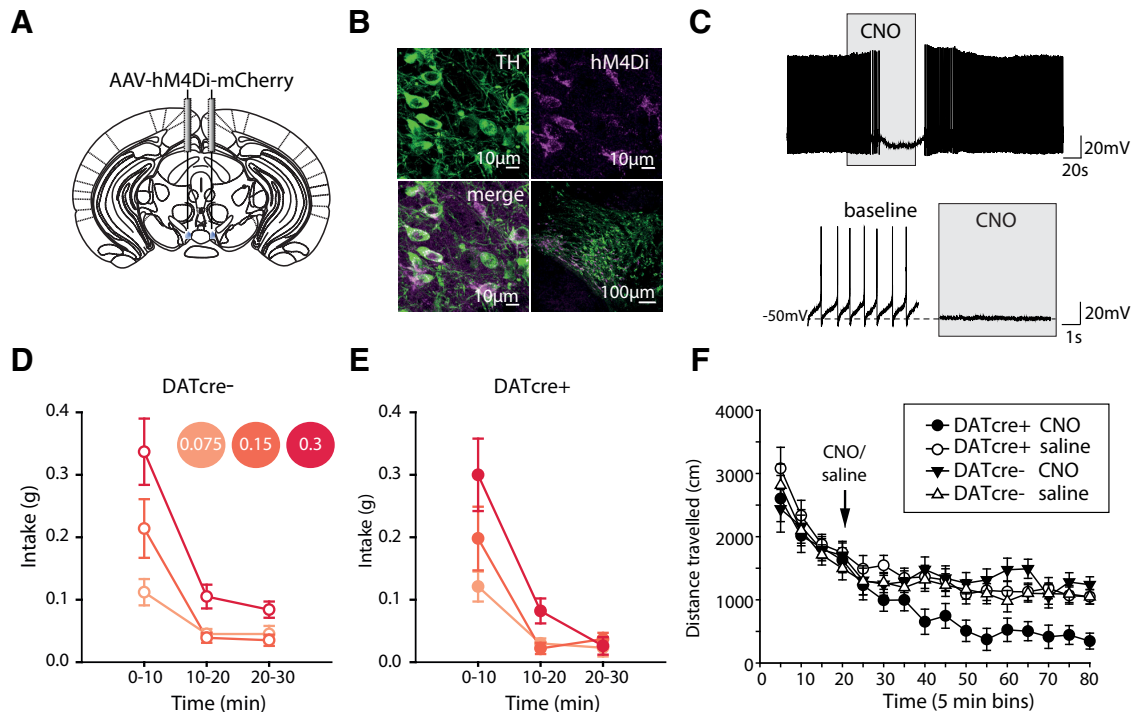 A
AAV-hM4Di-mCherry
B
TH
10μm
hM4Di
10μm
merge
10μm
100μm
C
CNO
20mV
20s
baseline
CNO
-50mV
20mV
1s
D
DATcre-
0.075 0.15 0.3
Intake (g)
0.4
0.3
0.2
0.1
0.0
0-10 10-20 20-30
Time (min)
E
DATcre+
Intake (g)
0.4
0.3
0.2
0.1
0.0
0-10 10-20 20-30
Time (min)
F
DATcre+ CNO
DATcre+ saline
DATcre- CNO
DATcre- saline
CNO/
saline
Distance travelled (cm)
4000
3000
2000
1000
0
0 10 20 30 40 50 60 70 80
Time (5 min bins)